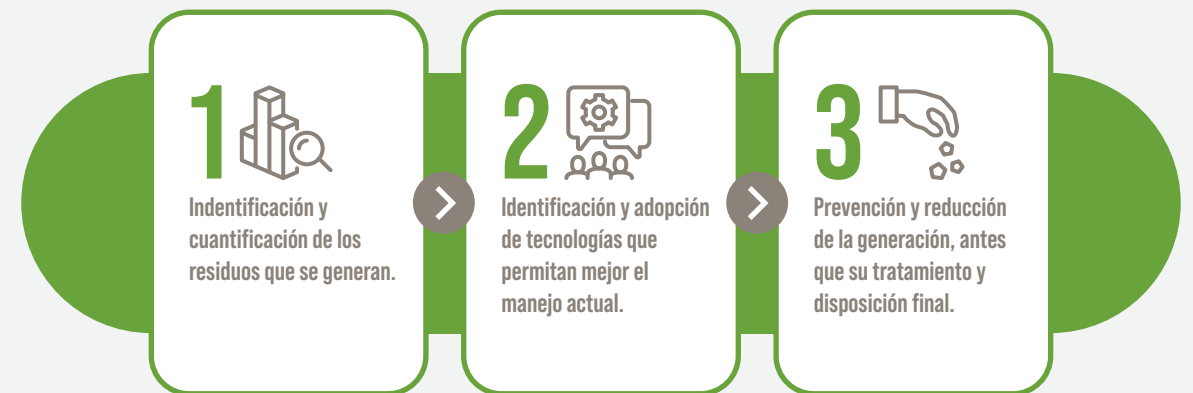 1
Indentificación y
cuantificación de los
residuos que se generan.
2
Identificación y adopción
de tecnologías que
permitan mejor el
manejo actual.
3
Prevención y reducción
de la generación, antes
que su tratamiento y
disposición final.